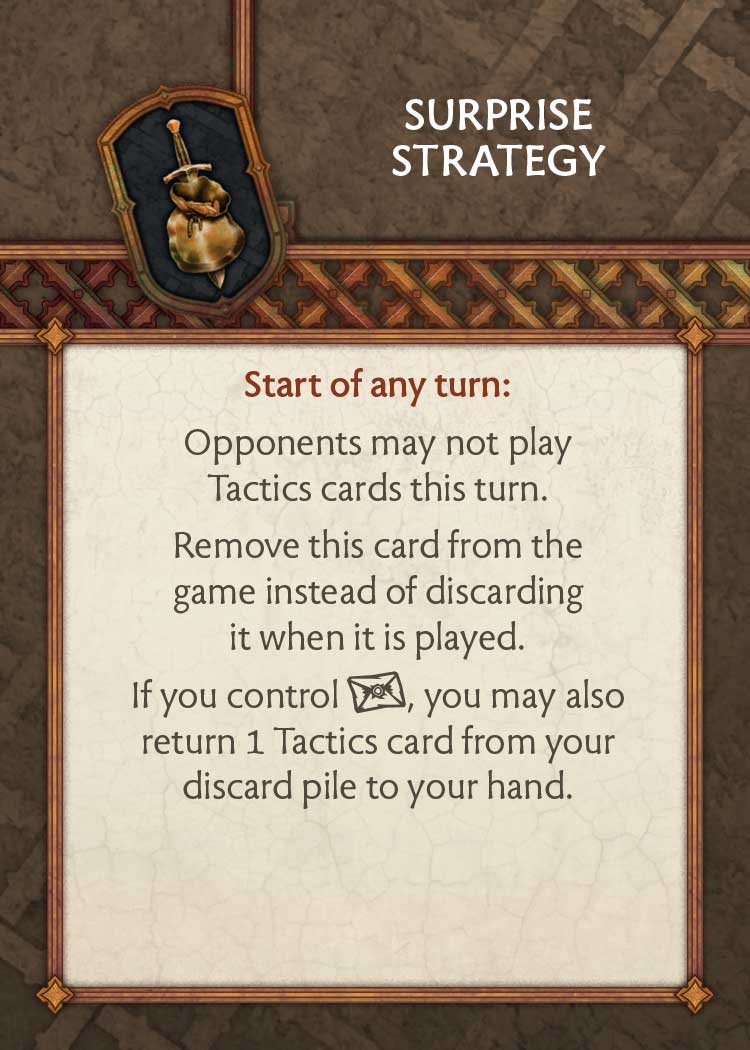 SURPRISE
STRATEGY
Start of any turn:
Opponents may not play
Tactics cards this turn.
Remove this card from the
game instead of discarding
it when it is played.
If you control , you may also
return 1 Tactics card from your
discard pile to your hand.